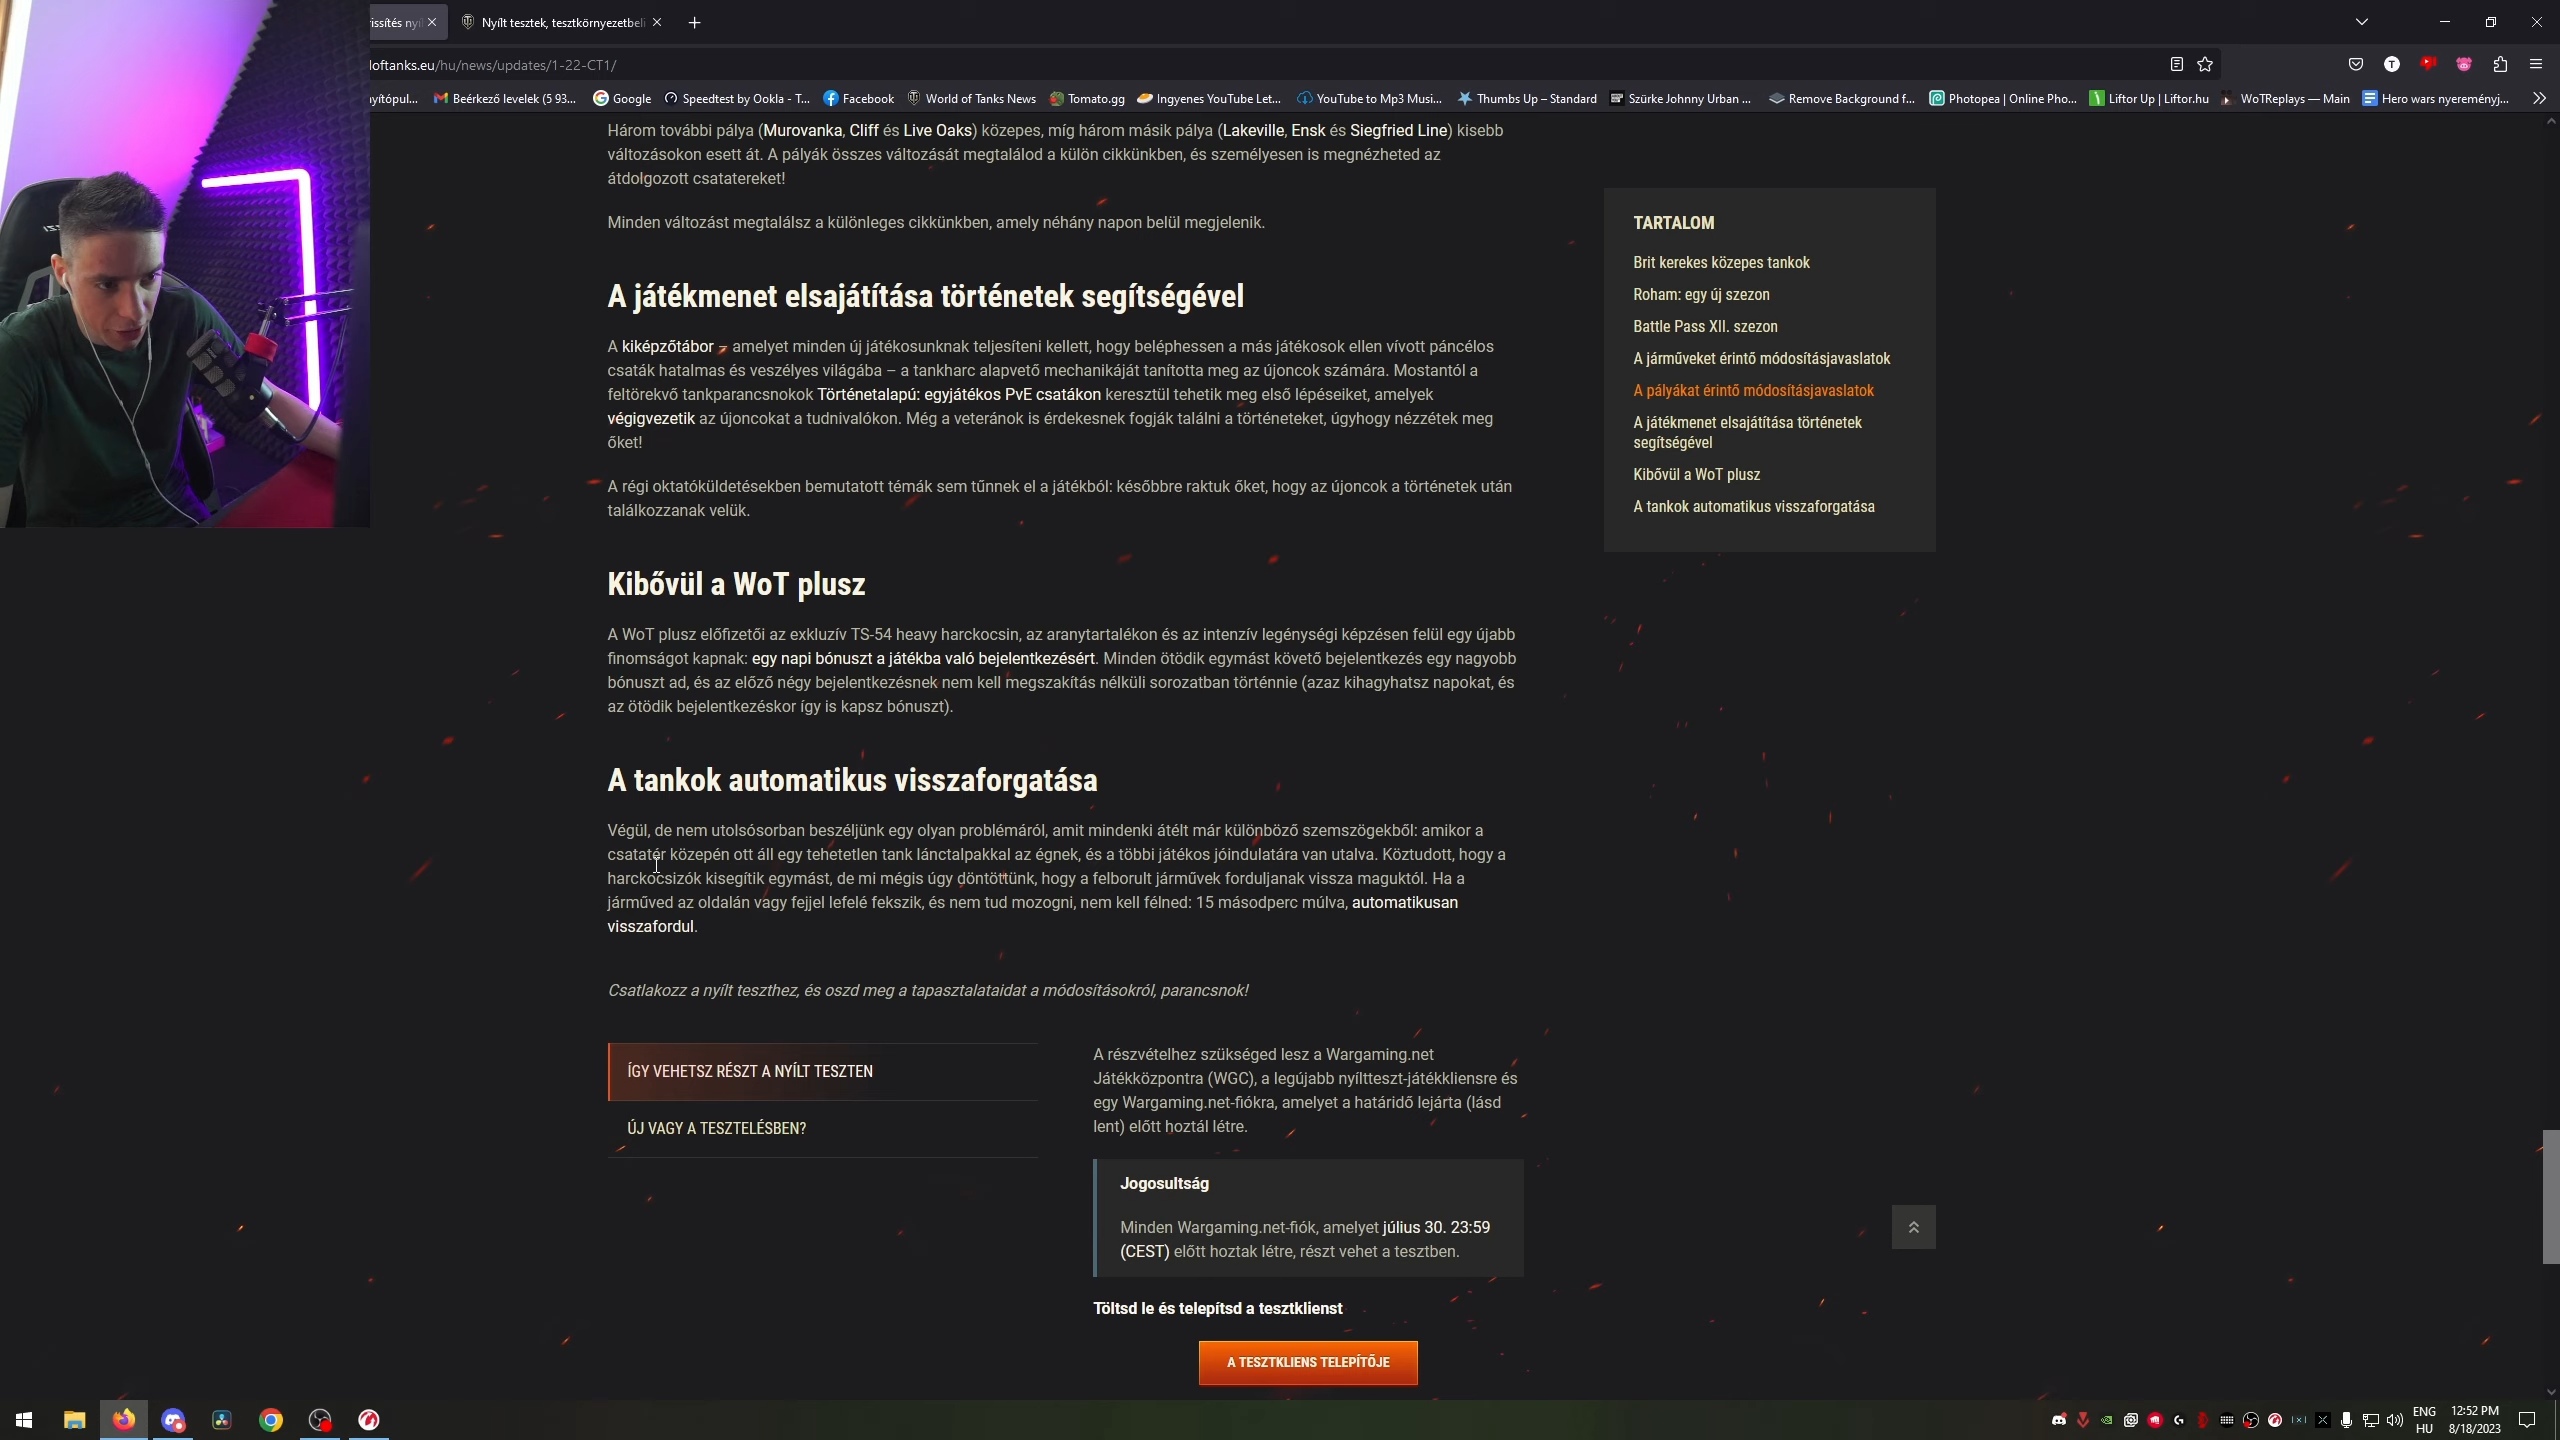 rissítés nyí
Nyílt tesztek, tesztkörnyezetbeli
loftanks.eu/hu/news/updates/1-22-CT1/
nyitópul...
Beérkező levelek (5 93...
Google
Speedtest by Ookla - T...
Facebook
World of Tanks News
Tomato.gg
Ingyenes YouTube Let...
YouTube to Mp3 Musi...
Thumbs Up – Standard
Szürke Johnny Urban ...
Remove Background f...
Photopea | Online Pho...
Liftor Up | Liftor.hu
WoTReplays — Main
Hero wars nyereményj...
Három további pálya (Murovanka, Cliff és Live Oaks) közepes, míg három másik pálya (Lakeville, Ensk és Siegfried Line) kisebb
változásokon esett át. A pályák összes változását megtalálod a külön cikkünkben, és személyesen is megnézheted az
átdolgozott csatatereket!
Minden változást megtalálsz a különleges cikkünkben, amely néhány napon belül megjelenik.
A játékmenet elsajátítása történetek segítségével
A kiképzőtábor – amelyet minden új játékosunknak teljesíteni kellett, hogy beléphessen a más játékosok ellen vívott páncélos
csaták hatalmas és veszélyes világába – a tankharc alapvető mechanikáját tanította meg az újoncok számára. Mostantól a
feltörekvő tankparancsnokok Történetalapú: egyjátékos PvE csatákon keresztül tehetik meg első lépéseiket, amelyek
végigvezetik az újoncokat a tudnivalókon. Még a veteránok is érdekesnek fogják találni a történeteket, úgyhogy nézzétek meg
őket!
A régi oktatóküldetésekben bemutatott témák sem tűnnek el a játékból: későbbre raktuk őket, hogy az újoncok a történetek után
találkozzanak velük.
Kibővül a WoT plusz
A WoT plusz előfizetői az exkluzív TS-54 heavy harckocsin, az aranytartalékon és az intenzív legénységi képzésen felül egy újabb
finomságot kapnak: egy napi bónuszt a játékba való bejelentkezésért. Minden ötödik egymást követő bejelentkezés egy nagyobb
bónuszt ad, és az előző négy bejelentkezésnek nem kell megszakítás nélküli sorozatban történnie (azaz kihagyhatsz napokat, és
az ötödik bejelentkezéskor így is kapsz bónuszt).
A tankok automatikus visszaforgatása
Végül, de nem utolsósorban beszéljünk egy olyan problémáról, amit mindenki átélt már különböző szemszögekből: amikor a
csatatér közepén ott áll egy tehetetlen tank lánctalpakkal az égnek, és a többi játékos jóindulatára van utalva. Köztudott, hogy a
harckocsizók kisegítik egymást, de mi mégis úgy döntöttünk, hogy a felborult járművek forduljanak vissza maguktól. Ha a
járműved az oldalán vagy fejjel lefelé fekszik, és nem tud mozogni, nem kell félned: 15 másodperc múlva, automatikusan
visszafordul.
Csatlakozz a nyílt teszthez, és oszd meg a tapasztalataidat a módosításokról, parancsnok!
ÍGY VEHETSZ RÉSZT A NYÍLT TESZTEN
ÚJ VAGY A TESZTELÉSBEN?
A részvételhez szükséged lesz a Wargaming.net
Játékközpontra (WGC), a legújabb nyíltteszt-játékkliensre és
egy Wargaming.net-fiókra, amelyet a határidő lejárta (lásd
lent) előtt hoztál létre.
Jogosultság
Minden Wargaming.net-fiók, amelyet július 30. 23:59
(CEST) előtt hoztak létre, részt vehet a tesztben.
Töltsd le és telepítsd a tesztklienst
A TESZTKLIENS TELEPÍTŐJE
TARTALOM
Brit kerekes közepes tankok
Roham: egy új szezon
Battle Pass XII. szezon
A járműveket érintő módosításjavaslatok
A pályákat érintő módosításjavaslatok
A játékmenet elsajátítása történetek
segítségével
Kibővül a WoT plusz
A tankok automatikus visszaforgatása
ENG
HU
12:52 PM
8/18/2023